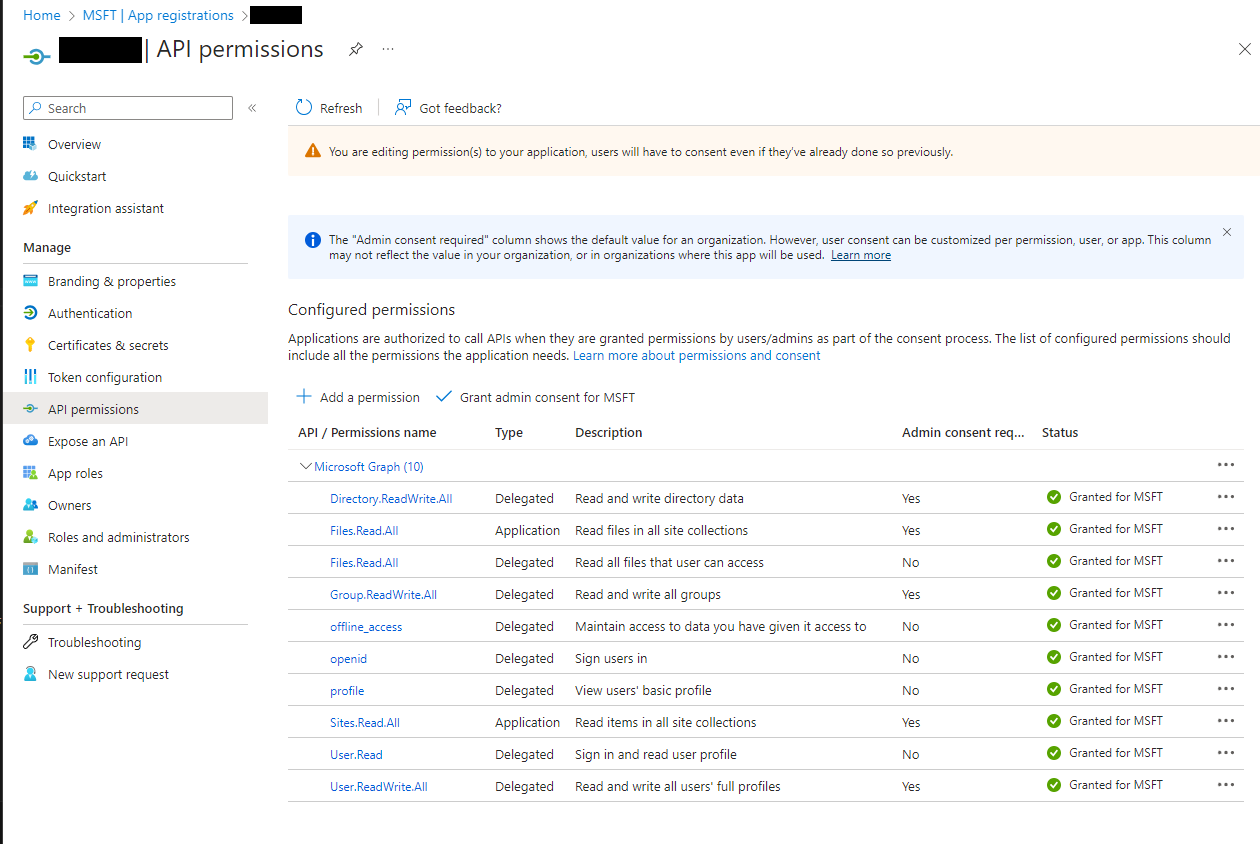 Home > MSFT | App registrations >
| API permissions ...
Search «
Overview
Quickstart
Integration assistant
Manage
Branding & properties
Authentication
Certificates & secrets
Token configuration
API permissions
Expose an API
App roles
Owners
Roles and administrators
Manifest
Support + Troubleshooting
Troubleshooting
New support request
Refresh Got feedback?
You are editing permission(s) to your application, users will have to consent even if they've already done so previously.
The "Admin consent required" column shows the default value for an organization. However, user consent can be customized per permission, user, or app. This column
may not reflect the value in your organization, or in organizations where this app will be used. Learn more
Configured permissions
Applications are authorized to call APIs when they are granted permissions by users/admins as part of the consent process. The list of configured permissions should
include all the permissions the application needs. Learn more about permissions and consent
Add a permission Grant admin consent for MSFT
API / Permissions name Type Description Admin consent req... Status
Microsoft Graph (10) ...
Directory.ReadWrite.All Delegated Read and write directory data Yes Granted for MSFT ...
Files.Read.All Application Read files in all site collections Yes Granted for MSFT ...
Files.Read.All Delegated Read all files that user can access No Granted for MSFT ...
Group.ReadWrite.All Delegated Read and write all groups Yes Granted for MSFT ...
offline_access Delegated Maintain access to data you have given it access to No Granted for MSFT ...
openid Delegated Sign users in No Granted for MSFT ...
profile Delegated View users' basic profile No Granted for MSFT ...
Sites.Read.All Application Read items in all site collections Yes Granted for MSFT ...
User.Read Delegated Sign in and read user profile No Granted for MSFT ...
User.ReadWrite.All Delegated Read and write all users' full profiles Yes Granted for MSFT ...